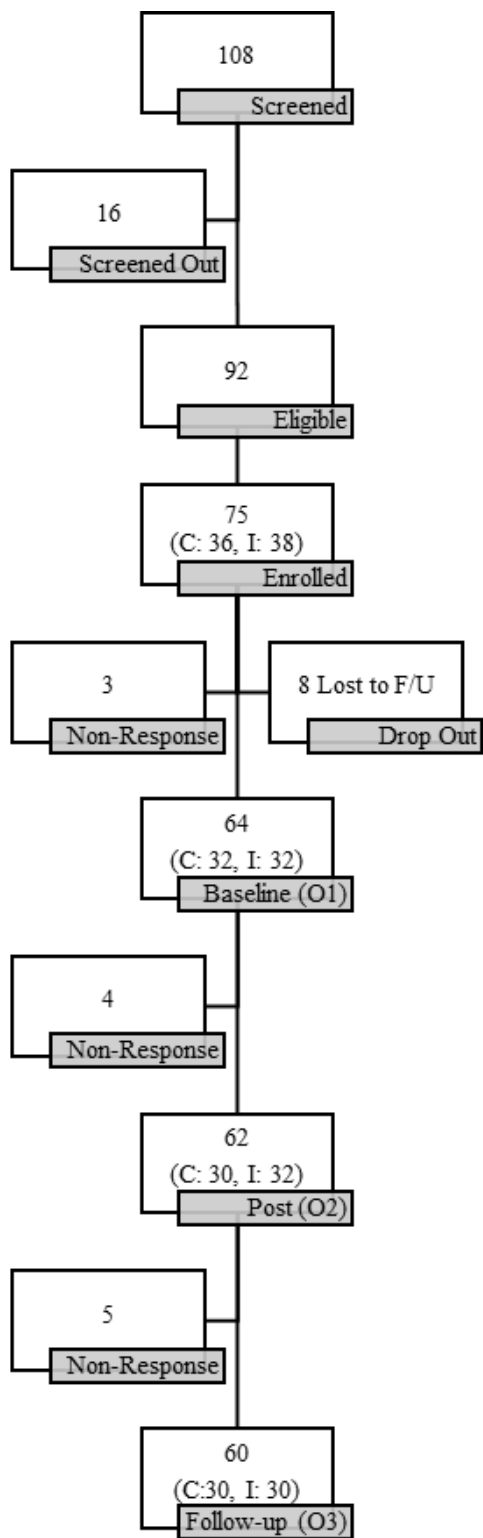 108
Screened
16
Screened Out
92
Eligible
75
(C: 36, I: 38)
Enrolled
3
Non-Response
8 Lost to F/U
Drop Out
64
(C: 32, I: 32)
Baseline (O1)
4
Non-Response
62
(C: 30, I: 32)
Post (O2)
5
Non-Response
60
(C:30, I: 30)
Follow-up (O3)